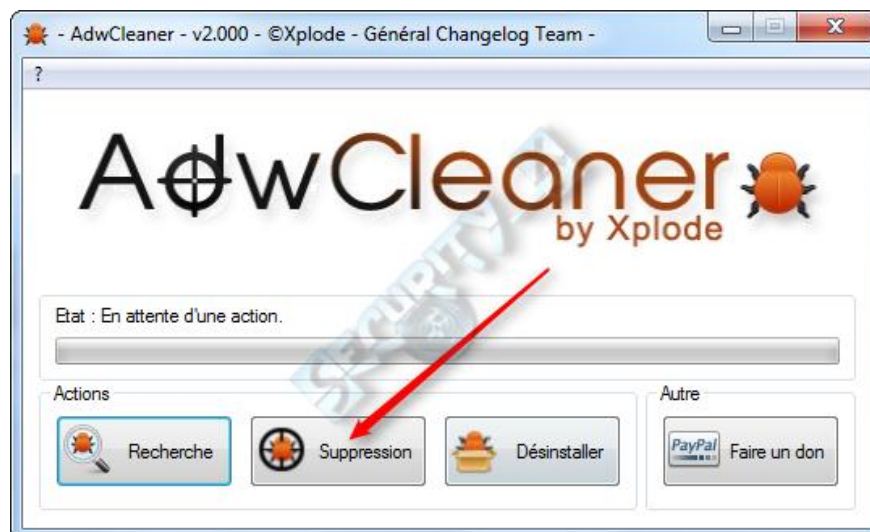 - AdwCleaner - v2.000 - ©Xplode - Général Changelog Team -
?
AdwCleaner
by Xplode
SECURITY-X
Etat : En attente d'une action.
Actions
Recherche
Suppression
Désinstaller
Autre
PayPal
Faire un don